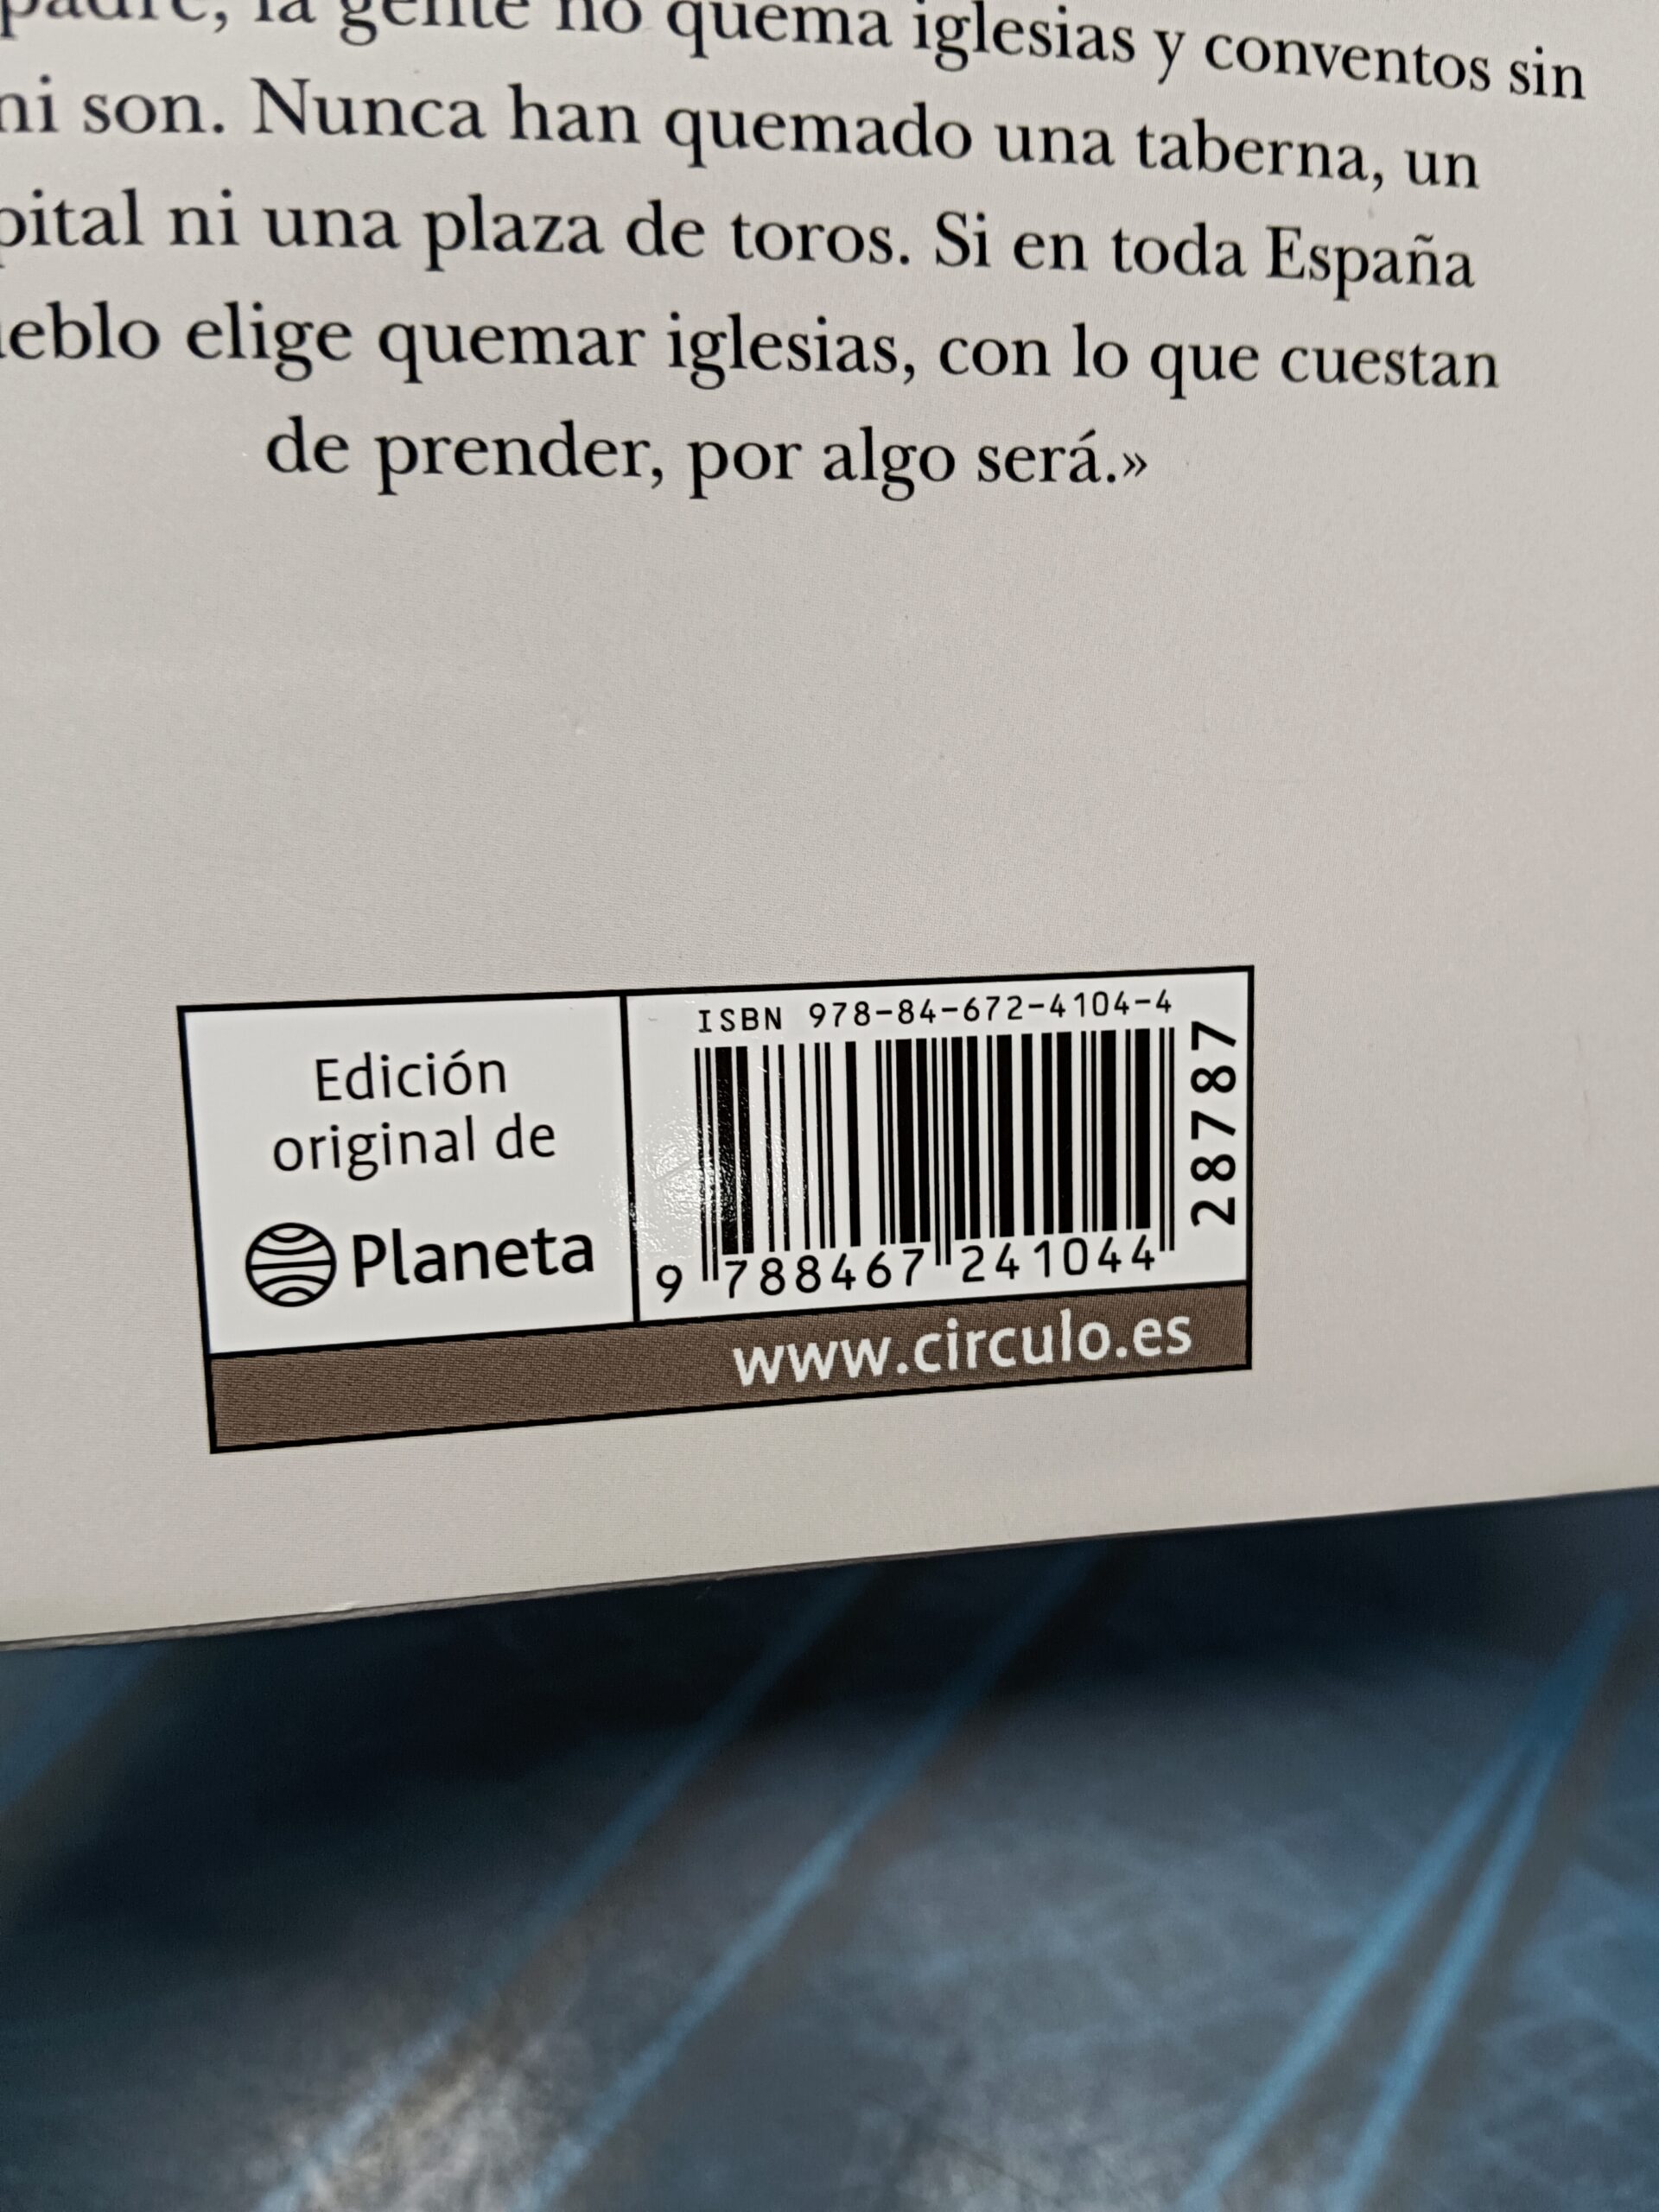 padre, la gente no quema iglesias y conventos sin
ni son. Nunca han quemado una taberna, un
pital ni una plaza de toros. Si en toda España
ueblo elige quemar iglesias, con lo que cuestan
de prender, por algo será.»
Edición
original de
Planeta
ISBN 978-84-672-4104-4
9 788467 241044
28787
www.circulo.es